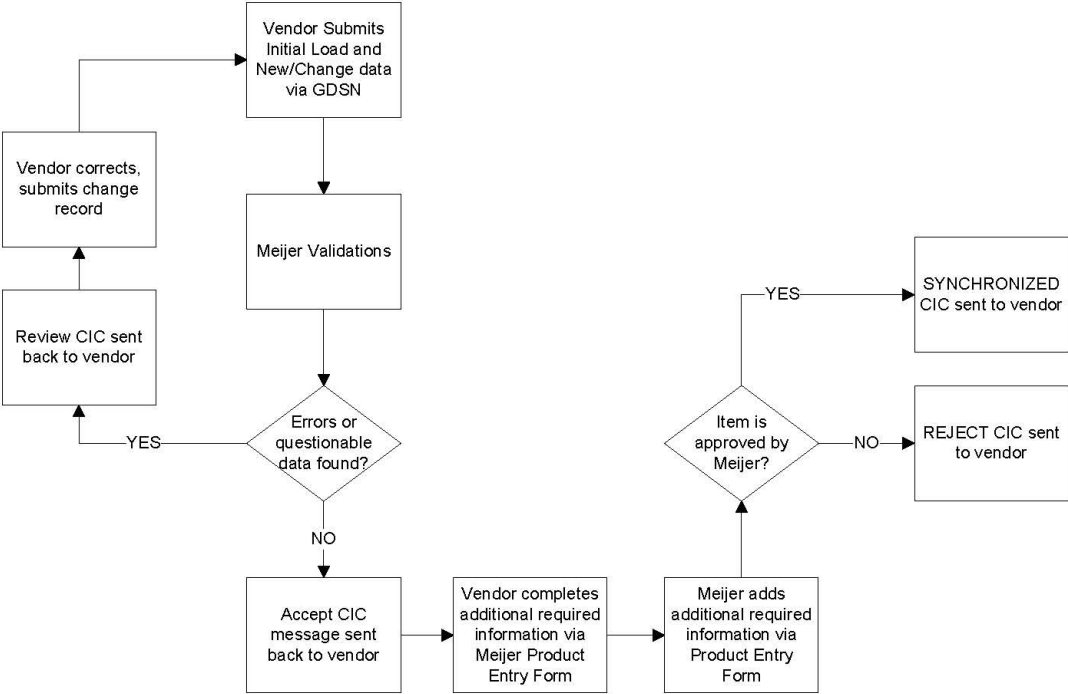 Vendor Submits
Initial Load and
New/Change data
via GDSN
Vendor corrects,
submits change
record
Meijer Validations
Review CIC sent
back to vendor
Errors or
questionable
data found?
YES
NO
Accept CIC
message sent
back to vendor
Vendor completes
additional required
information via
Meijer Product
Entry Form
Meijer adds
additional required
information via
Product Entry
Form
Item is
approved by
Meijer?
YES
SYNCHRONIZED
CIC sent to vendor
NO
REJECT CIC sent
to vendor